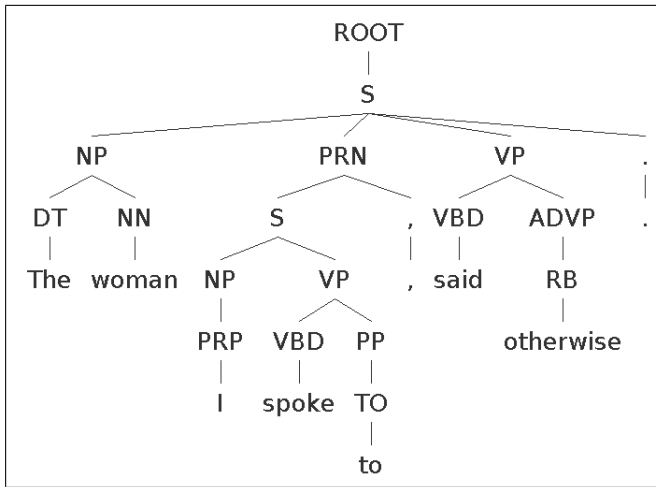 ROOT
S
NP PRN VP .
DT NN S , VBD ADVP .
The woman NP VP , said RB
PRP VBD PP otherwise
I spoke TO
to